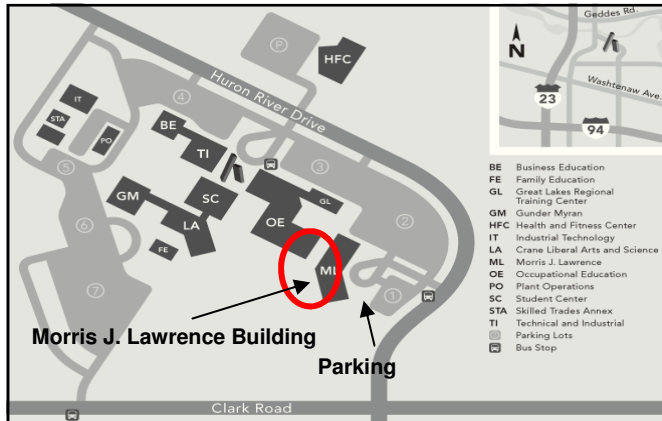 P
HFC
Huron River Drive
IT
STA
PO
4
BE
TI
3
5
GM
SC
GL
OE
LA
2
6
FE
ML
1
7
Morris J. Lawrence Building
Parking
Clark Road
Geddes Rd.
N
Washtenaw Ave.
23
94
BE Business Education
FE Family Education
GL Great Lakes Regional
Training Center
GM Gunder Myran
HFC Health and Fitness Center
IT Industrial Technology
LA Crane Liberal Arts and Science
ML Morris J. Lawrence
OE Occupational Education
PO Plant Operations
SC Student Center
STA Skilled Trades Annex
TI Technical and Industrial
Parking Lots
Bus Stop